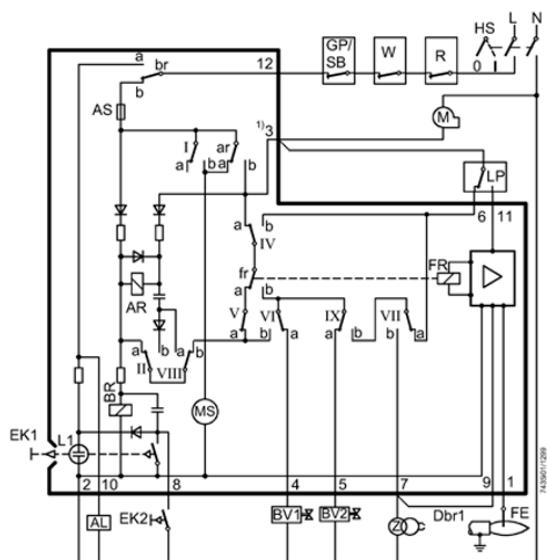 HS L N
GP/
SB
W
R
0 I
a
br
b
12
AS
M
1) 3
I ar
a b a b
LP
6 11
a b
IV
fr
FR
a b
AR
V VI IX VII
a b a a b b a
b a b
II VIII
BR
MS
EK1
L1
2 10 8 4 5 7 9 1
AL
EK2
BV1
BV2
Z
Dbr1
FE
7435901/1299